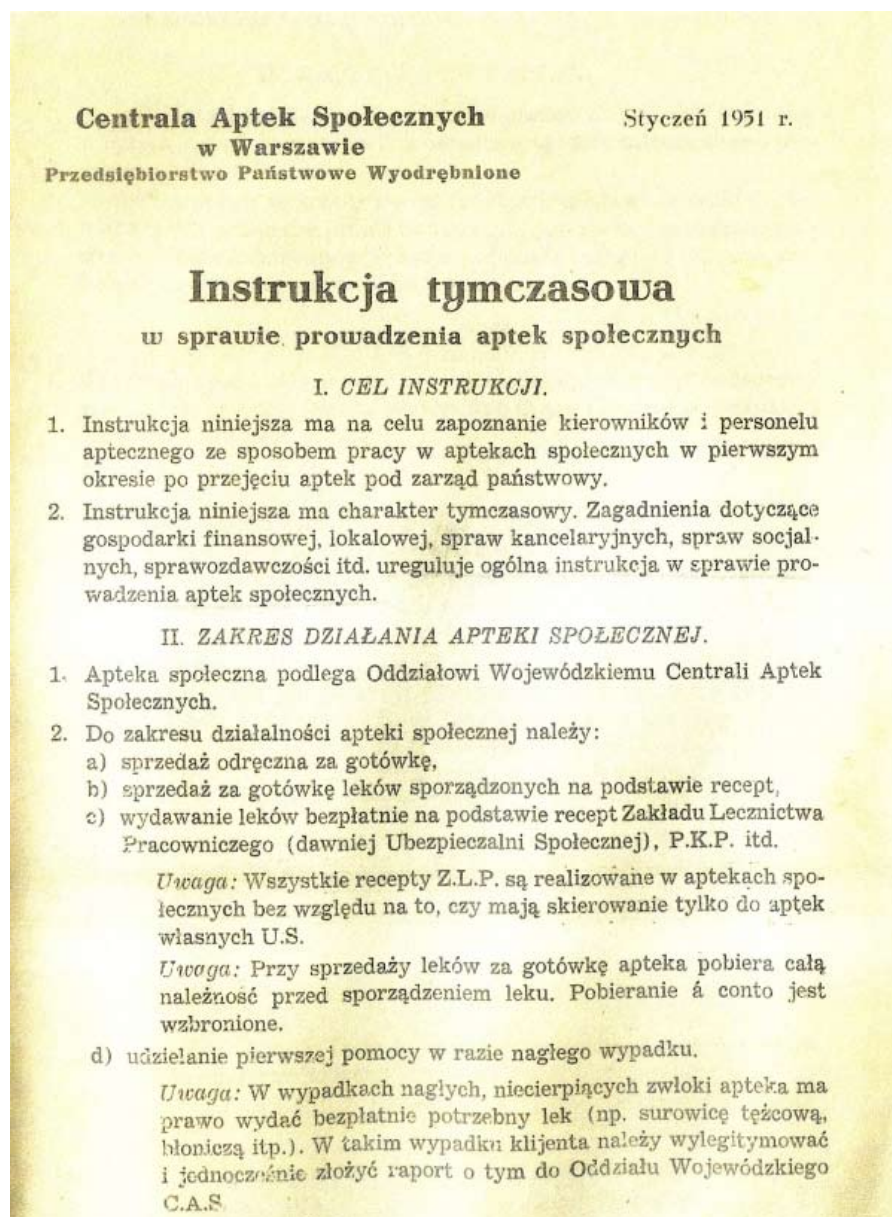 Centrala Aptek Społecznych
w Warszawie
Przedsiębiorstwo Państwowe Wyodrębnione
Styczeń 1951 r.
Instrukcja tymczasowa
w sprawie prowadzenia aptek społecznych
I. CEL INSTRUKCJI.
1. Instrukcja niniejsza ma na celu zapoznanie kierowników i personelu
aptecznego ze sposobem pracy w aptekach społecznych w pierwszym
okresie po przejęciu aptek pod zarząd państwowy.
2. Instrukcja niniejsza ma charakter tymczasowy. Zagadnienia dotyczące
gospodarki finansowej, lokalowej, spraw kancelaryjnych, spraw socjal-
nych, sprawozdawczości itd. ureguluje ogólna instrukcja w sprawie pro-
wadzenia aptek społecznych.
II. ZAKRES DZIAŁANIA APTEKI SPOŁECZNEJ.
1. Apteka społeczna podlega Oddziałowi Wojewódzkiemu Centrali Aptek
Społecznych.
2. Do zakresu działalności apteki społecznej należy:
a) sprzedaż odręczna za gotówkę,
b) sprzedaż za gotówkę leków sporządzonych na podstawie recept,
c) wydawanie leków bezpłatnie na podstawie recept Zakładu Lecznictwa
Pracowniczego (dawniej Ubezpieczalni Społecznej), P.K.P. itd.
Uwaga: Wszystkie recepty Z.L.P. są realizowane w aptekach spo-
łecznych bez względu na to, czy mają skierowanie tylko do aptek
własnych U.S.
Uwaga: Przy sprzedaży leków za gotówkę apteka pobiera całą
należność przed sporządzeniem leku. Pobieranie á conto jest
wzbronione.
d) udzielanie pierwszej pomocy w razie nagłego wypadku.
Uwaga: W wypadkach nagłych, niecierpiących zwłoki apteka ma
prawo wydać bezpłatnie potrzebny lek (np. surowicę tężcową,
błoniczą itp.). W takim wypadku klijenta należy wylegitymować
i jednocześnie złożyć raport o tym do Oddziału Wojewódzkiego
C.A.S